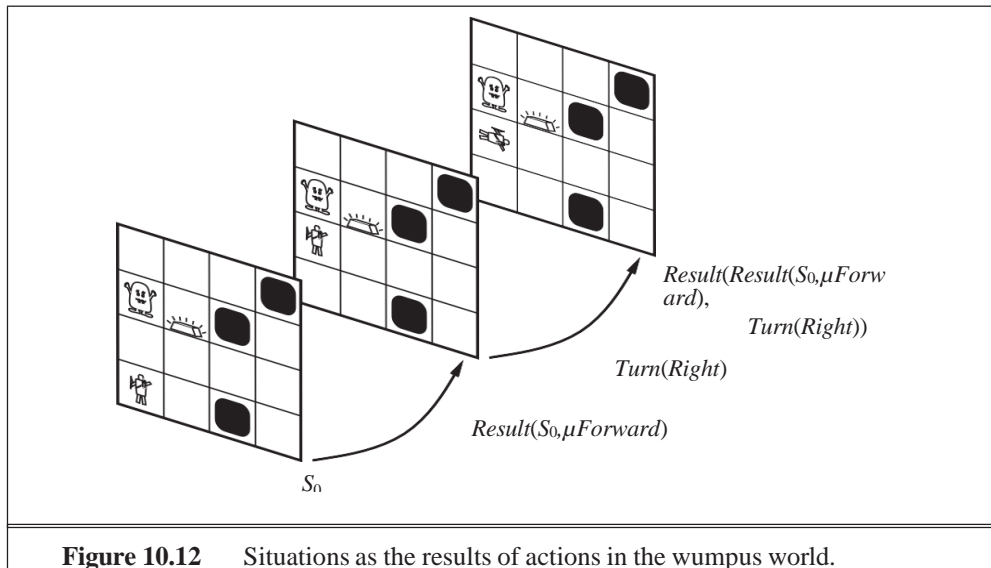 Result(Result(S₀,μForw
ard),
Turn(Right))
Turn(Right)
Result(S₀,μForward)
S₀
Figure 10.12 Situations as the results of actions in the wumpus world.